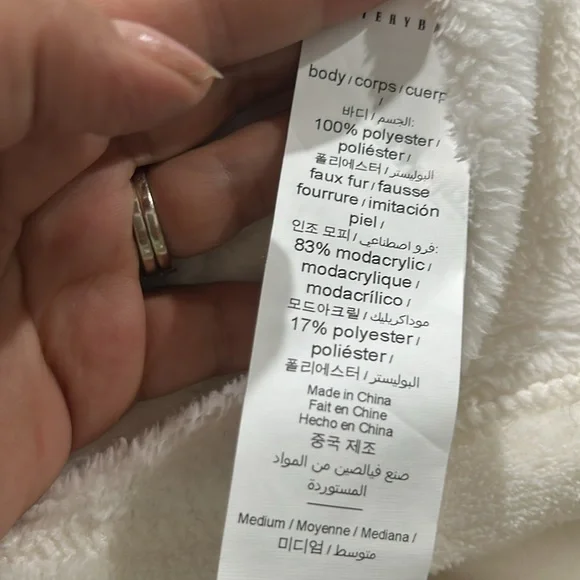 body / corps / cuerp
/
바디 / الجسم:
100% polyester /
poliéster /
폴리에스터 / البوليستر
faux fur / fausse
fourrure / imitación
piel /
인조 모피 / فرو اصطناعي:
83% modacrylic /
modacrylique /
modacrílico /
모드아크릴 / موداكريليك
17% polyester /
poliéster /
폴리에스터 / البوليستر
Made in China
Fait en Chine
Hecho en China
중국 제조
صنع فيالصين من المواد
المستوردة
Medium / Moyenne / Mediana /
미디엄 / متوسط